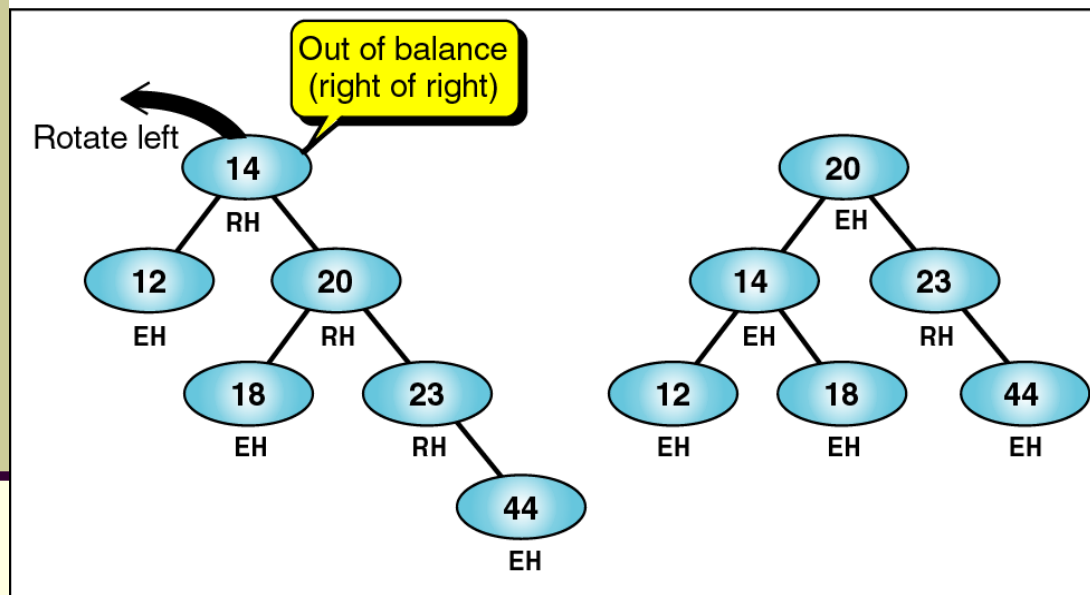 Out of balance
(right of right)
Rotate left
14
RH
12
EH
20
RH
18
EH
23
RH
44
EH
20
EH
14
EH
23
RH
12
EH
18
EH
44
EH